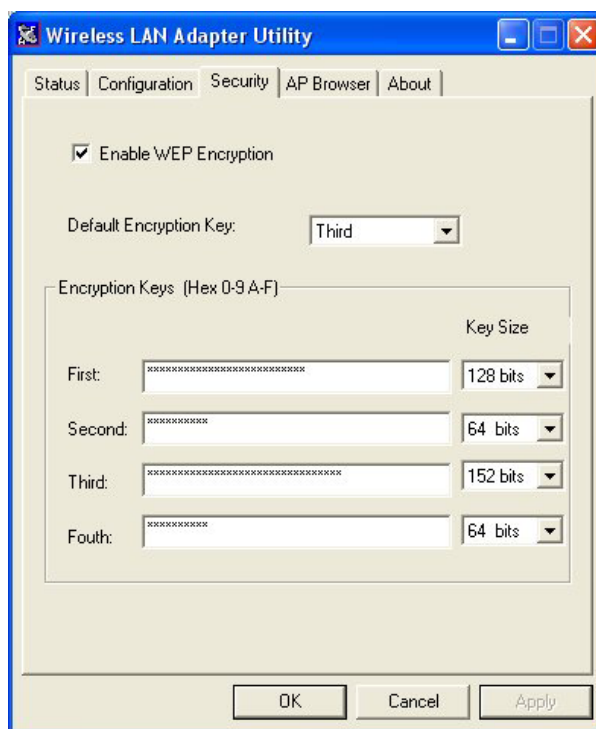 Wireless LAN Adapter Utility
Status Configuration Security AP Browser About
Enable WEP Encryption
Default Encryption Key: Third
Encryption Keys (Hex 0-9 A-F)
Key Size
First: ************************** 128 bits
Second: ********** 64 bits
Third: ******************************** 152 bits
Fouth: ********** 64 bits
OK Cancel Apply